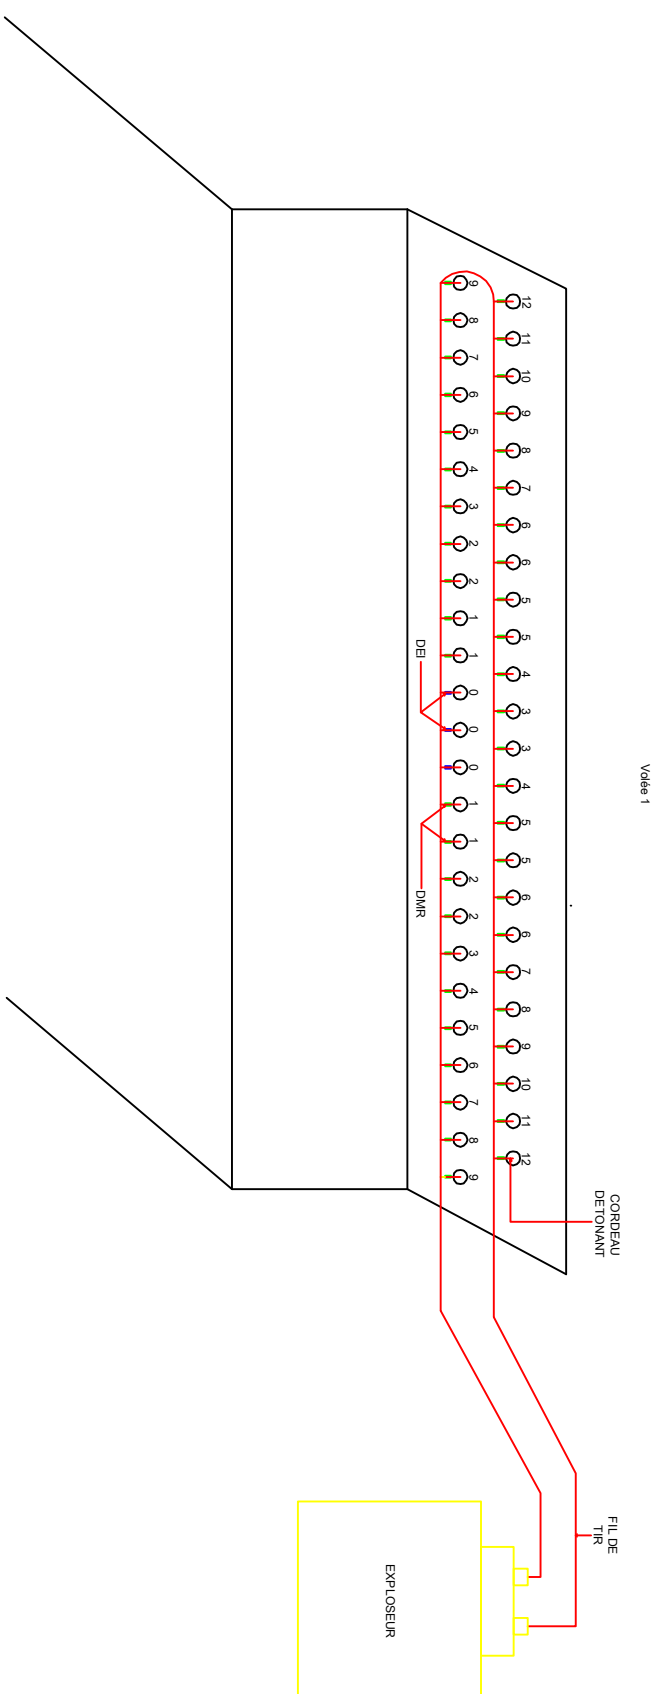 Volée 1
CORDEAU
DETONANT
FIL DE
TIR
12 11 10 9 8 7 6 6 5 5 4 3 3 4 5 5 6 6 7 8 9 10 11 12
9 8 7 6 5 4 3 2 2 1 1 0 0 0 1 1 2 2 3 4 5 6 7 8 9
DEI
DMR
EXPLOSEUR